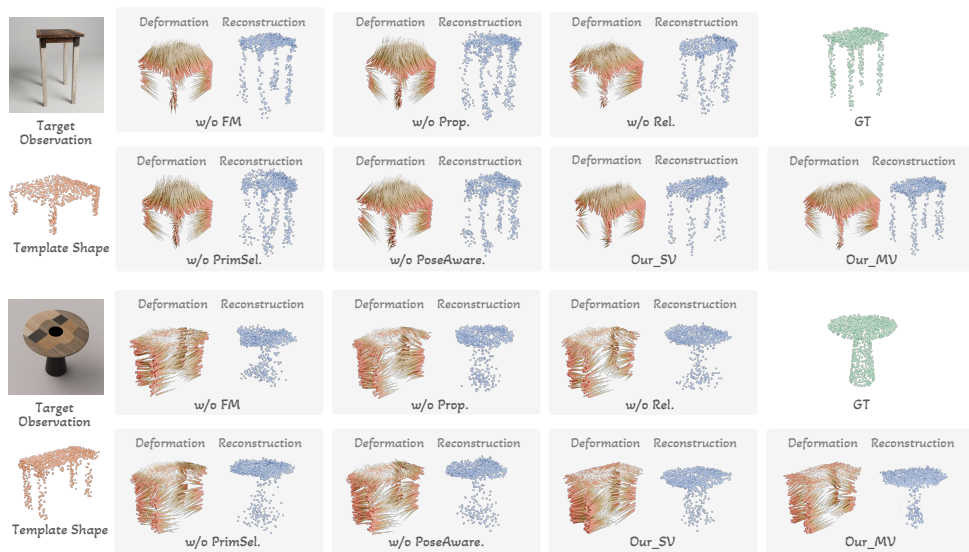 Deformation Reconstruction
Deformation Reconstruction
Deformation Reconstruction
w/o FM
w/o Prop.
w/o Rel.
GT
Target
Observation
Deformation Reconstruction
Deformation Reconstruction
Deformation Reconstruction
Deformation Reconstruction
Template Shape
w/o PrimSel.
w/o PoseAware.
Our_SV
Our_MV
Deformation Reconstruction
Deformation Reconstruction
Deformation Reconstruction
w/o FM
w/o Prop.
w/o Rel.
GT
Target
Observation
Deformation Reconstruction
Deformation Reconstruction
Deformation Reconstruction
Deformation Reconstruction
Template Shape
w/o PrimSel.
w/o PoseAware.
Our_SV
Our_MV